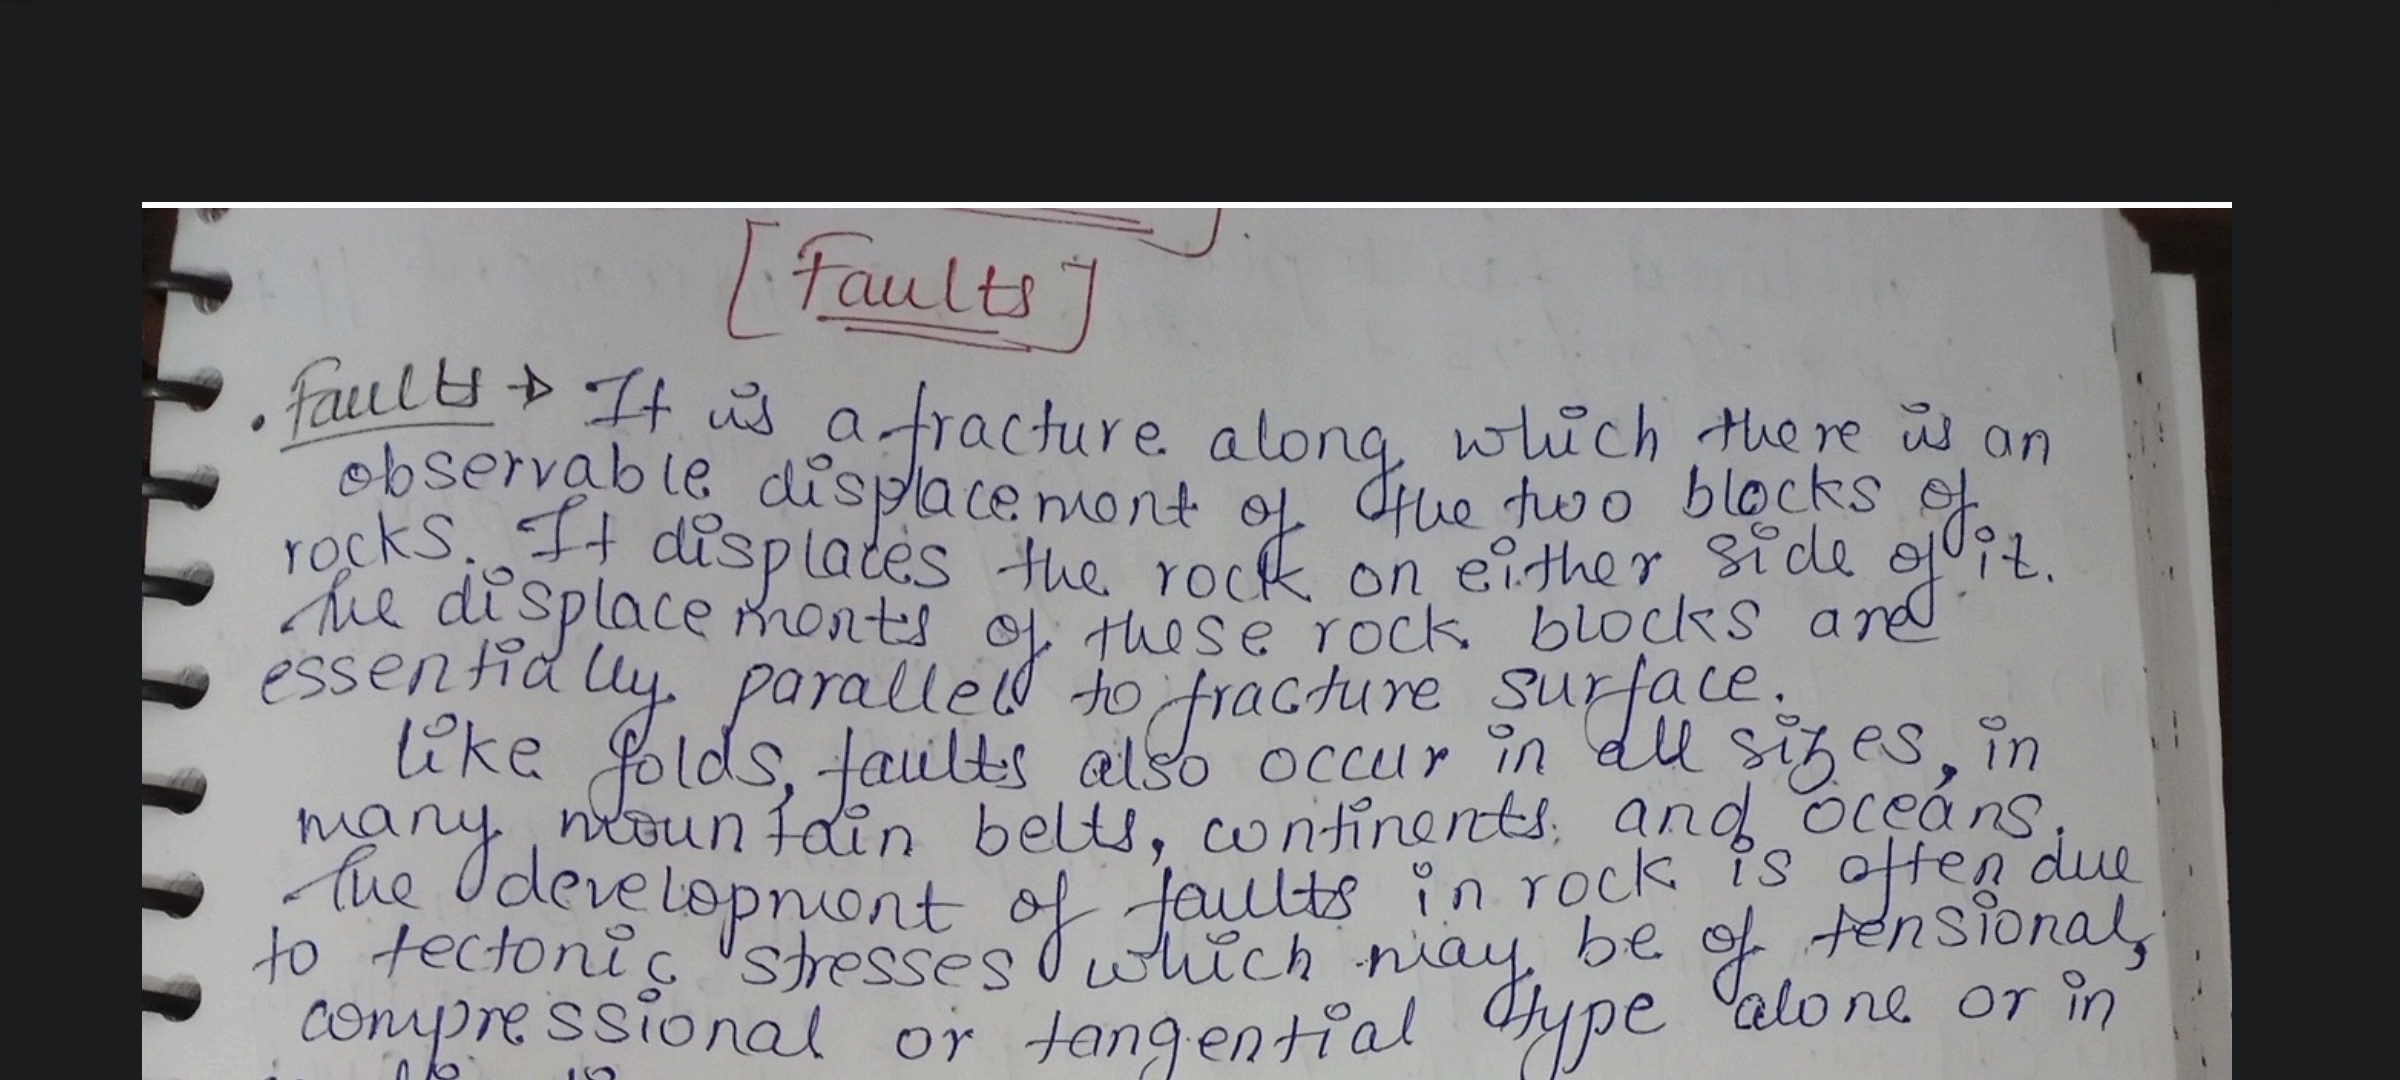 [Faults]
. Faults → It is a fracture along which there is an
observable displacement of the two blocks of
rocks. It displaces the rock on either side of it.
The displacements of these rock blocks are
essentially parallel to fracture surface.
like folds, faults also occur in all sizes, in
many mountain belts, continents and oceans.
The development of faults in rock is often due
to tectonic stresses which may be of tensional,
compressional or tangential type alone or in